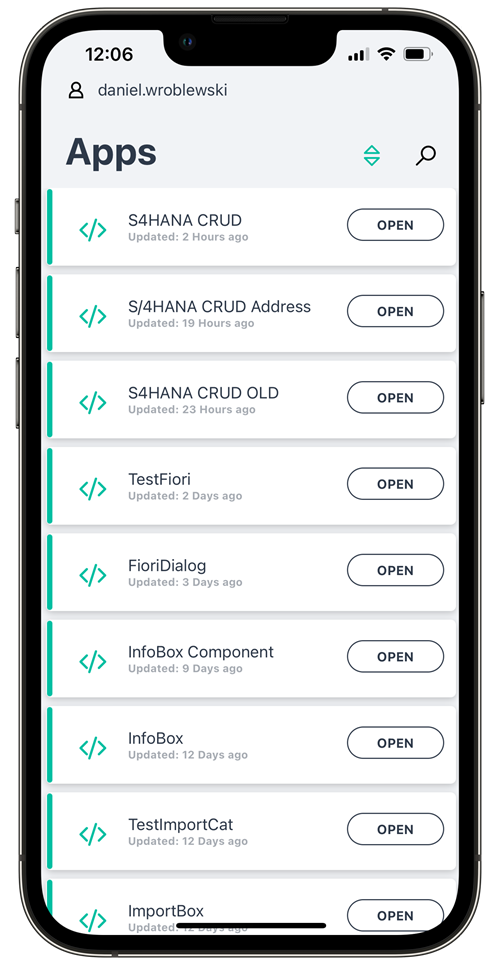 12:06
daniel.wroblewski
Apps
S4HANA CRUD
Updated: 2 Hours ago
OPEN
S/4HANA CRUD Address
Updated: 19 Hours ago
OPEN
S4HANA CRUD OLD
Updated: 23 Hours ago
OPEN
TestFiori
Updated: 2 Days ago
OPEN
FioriDialog
Updated: 3 Days ago
OPEN
InfoBox Component
Updated: 9 Days ago
OPEN
InfoBox
Updated: 12 Days ago
OPEN
TestImportCat
Updated: 12 Days ago
OPEN
ImportBox
Updated: 12 Days ago
OPEN